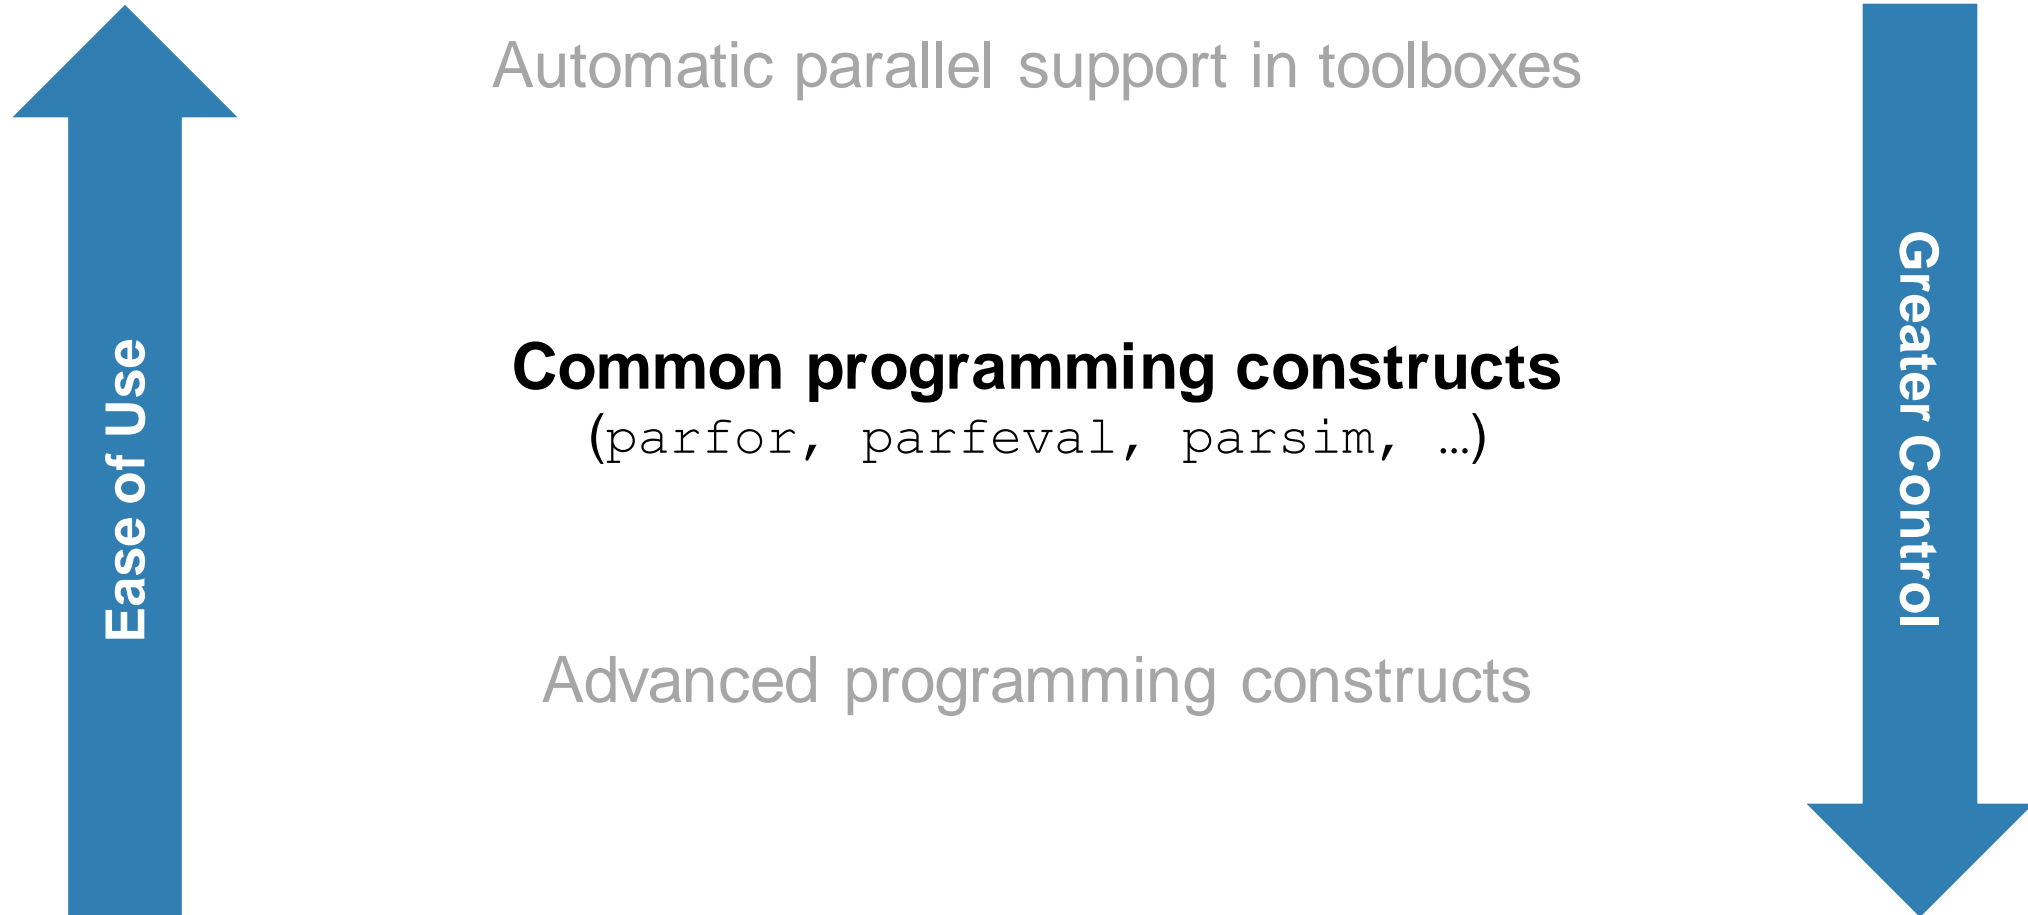 Automatic parallel support in toolboxes
Ease of Use
Greater Control
Common programming constructs
(parfor, parfeval, parsim, …)
Advanced programming constructs